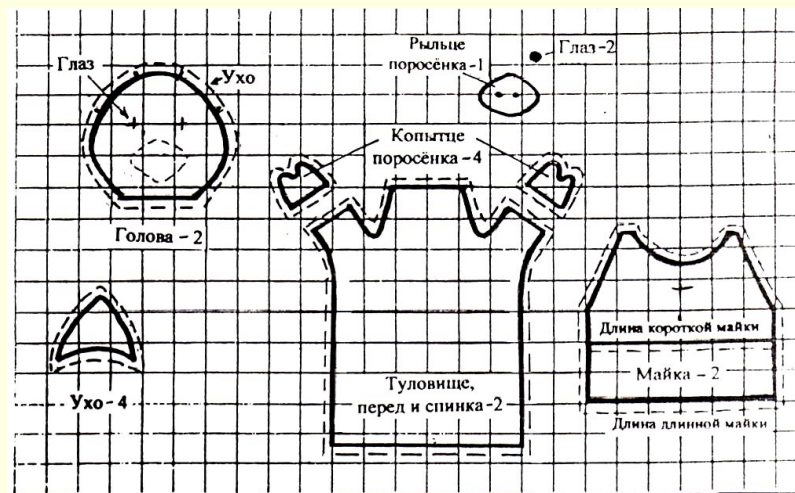 Глаз
Ухо
Рыльце
поросёнка-1
Глаз-2
Копытце
поросёнка-4
Голова-2
Длина короткой майки
Майка-2
Длина длинной майки
Туловище,
перед и спинка-2
Ухо-4